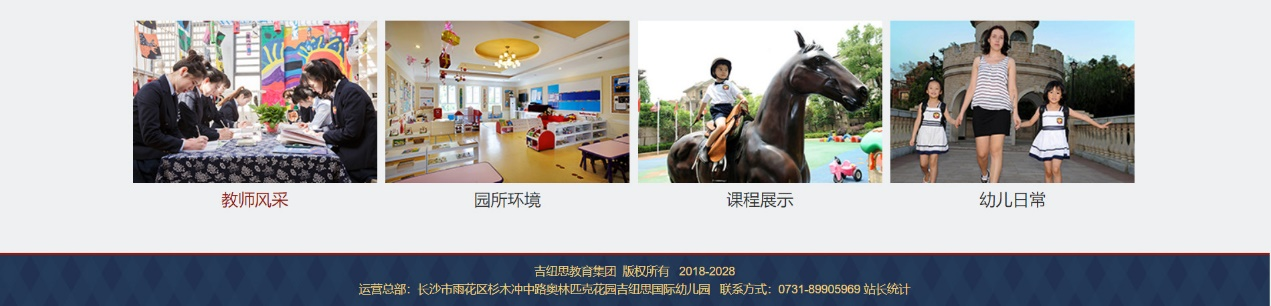 教师风采
园所环境
课程展示
幼儿日常
吉纽思教育集团 版权所有 2018-2028
运营总部：长沙市雨花区杉木冲中路奥林匹克花园吉纽思国际幼儿园 联系方式：0731-89905969 站长统计